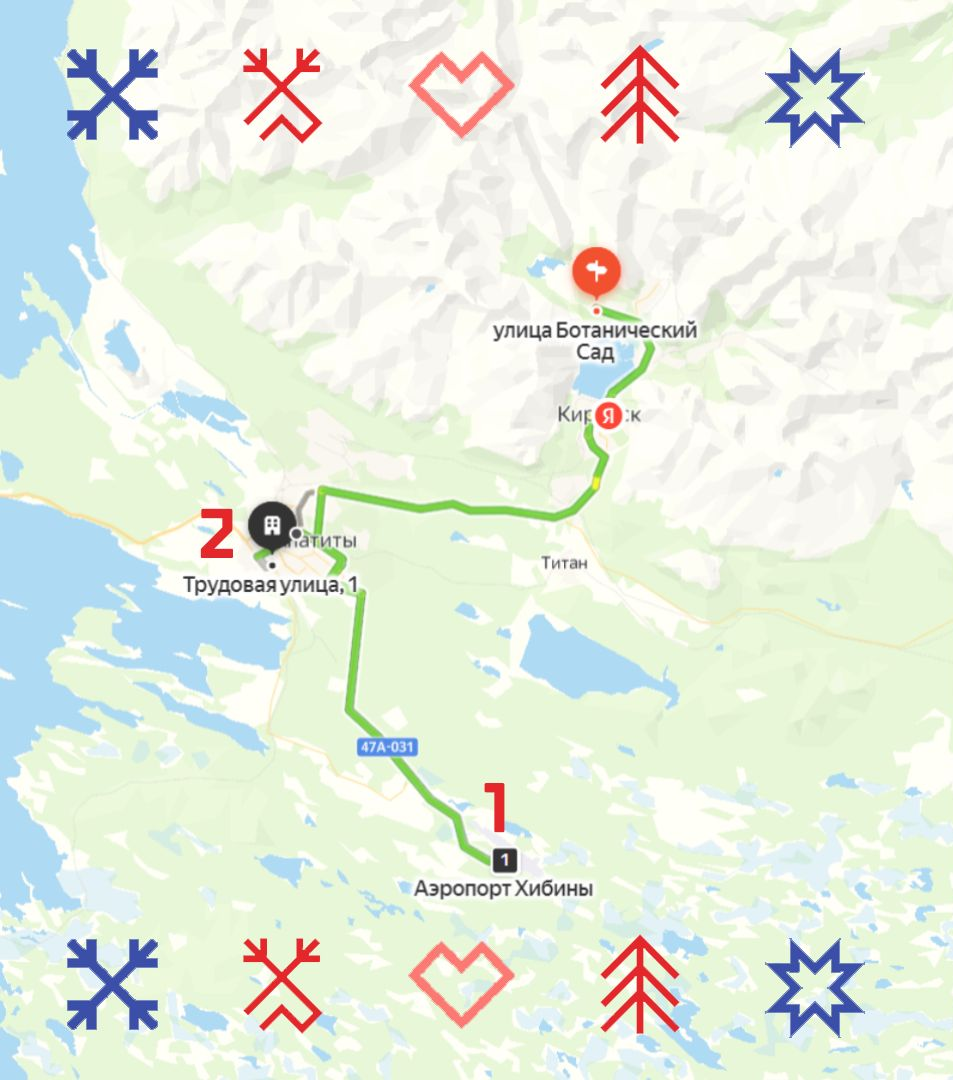 улица Ботанический
Сад
Я
2
Трудовая улица, 1
Титан
47А-031
1
1
Аэропорт Хибины